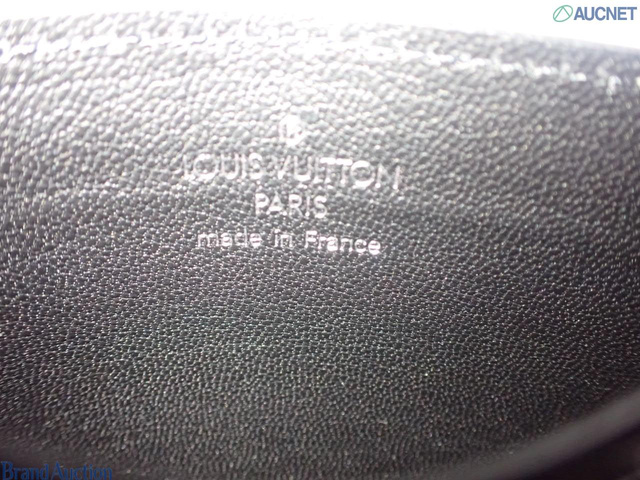 AUCNET
LOUIS VUITTON
PARIS
made in France
Brand Auction